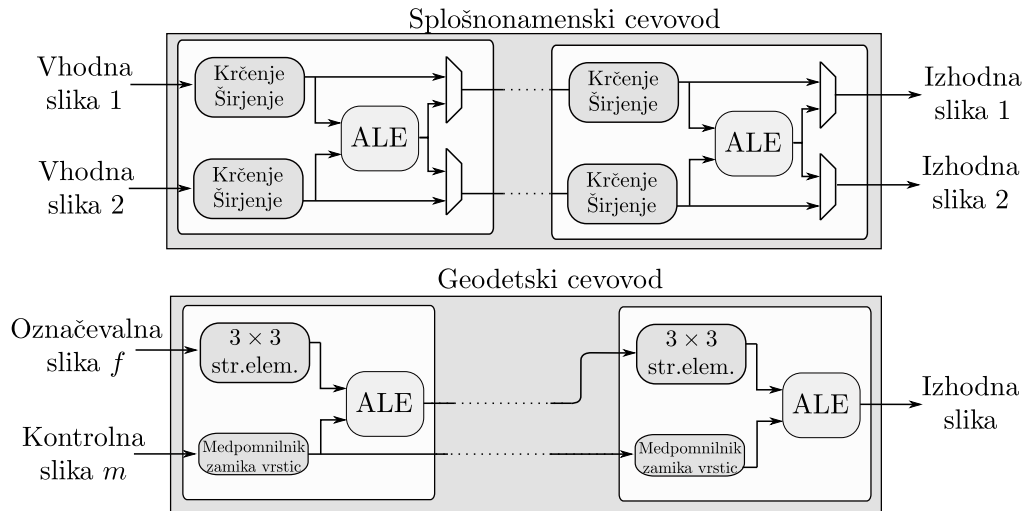 Splošnonamenski cevovod
Vhodna
slika 1
Krčenje
Širjenje
ALE
Krčenje
Širjenje
ALE
Izhodna
slika 1
Vhodna
slika 2
Krčenje
Širjenje
Krčenje
Širjenje
Izhodna
slika 2
Geodetski cevovod
Označevalna
slika f
3 × 3
str.elem.
ALE
3 × 3
str.elem.
ALE
Izhodna
slika
Kontrolna
slika m
Medpomnilnik
zamika vrstic
Medpomnilnik
zamika vrstic